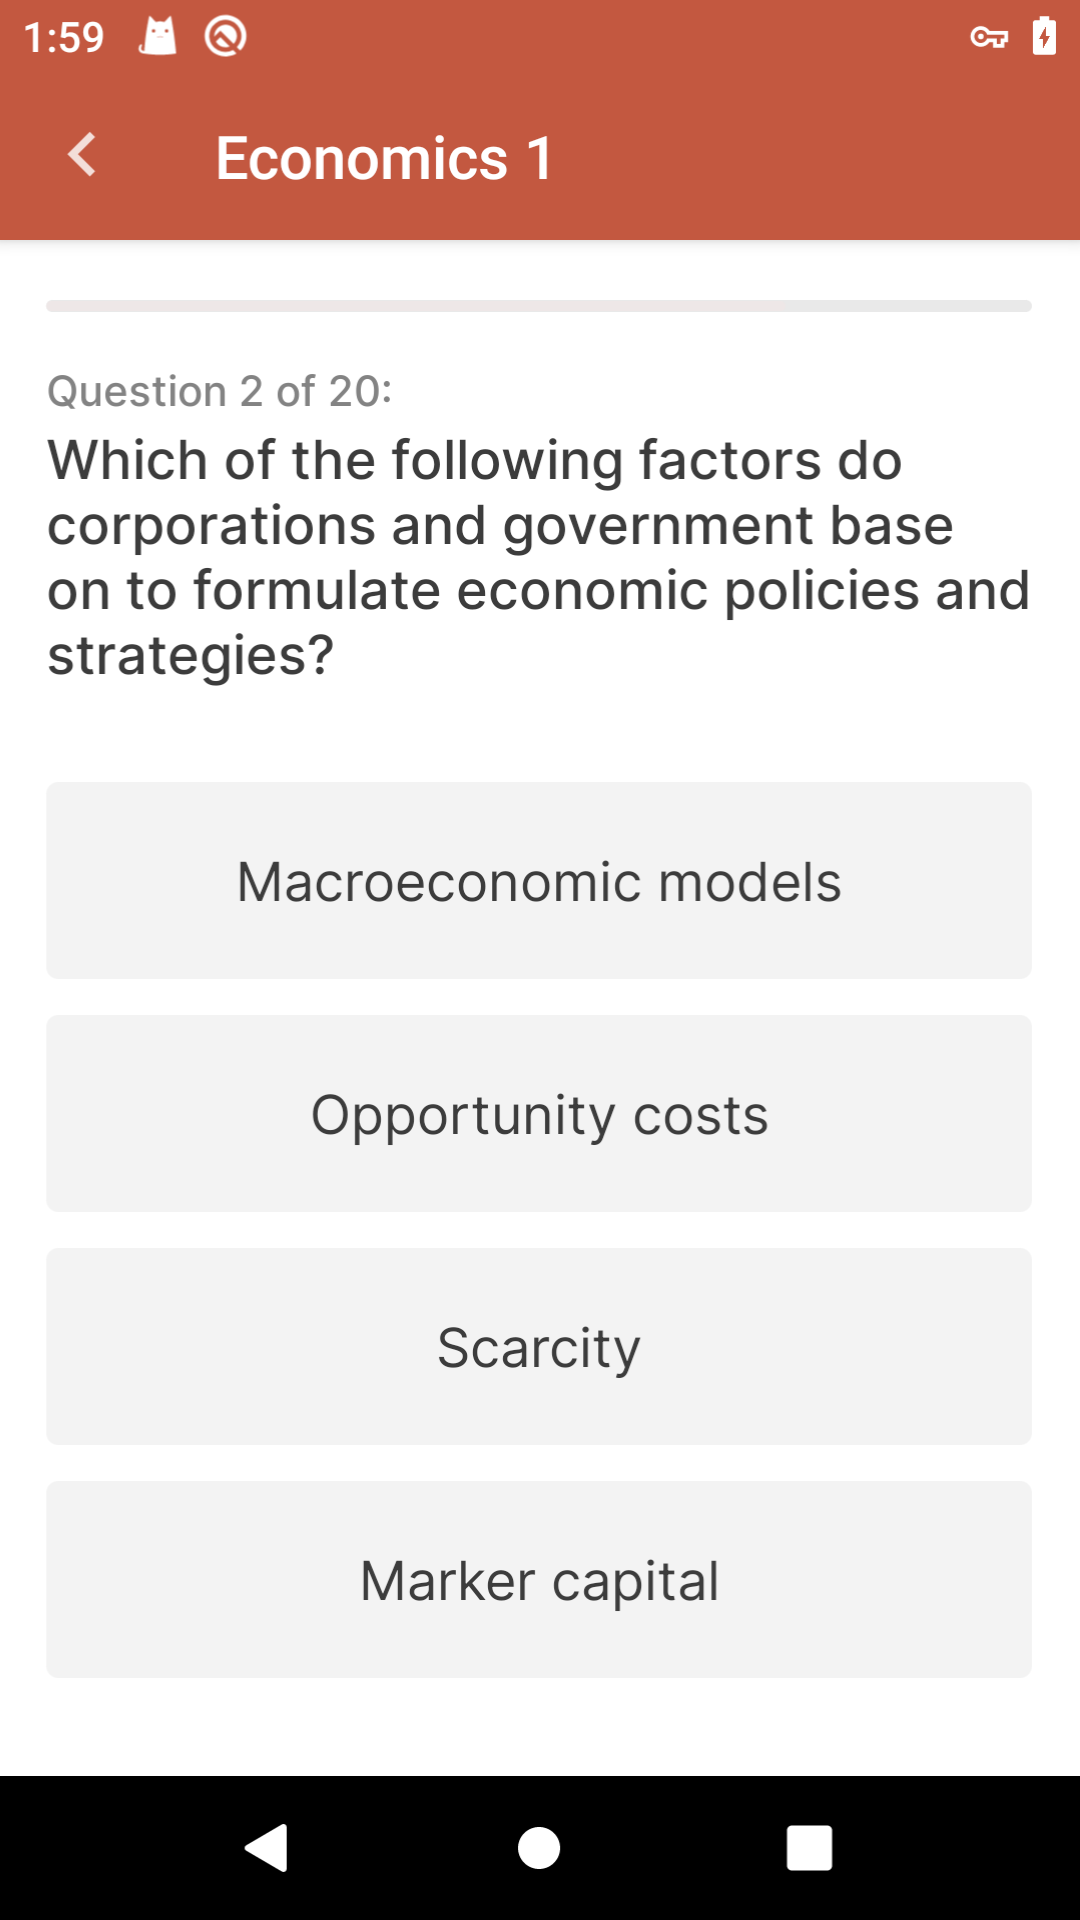 1:59
Economics 1
Question 2 of 20:
Which of the following factors do
corporations and government base
on to formulate economic policies and
strategies?
Macroeconomic models
Opportunity costs
Scarcity
Marker capital